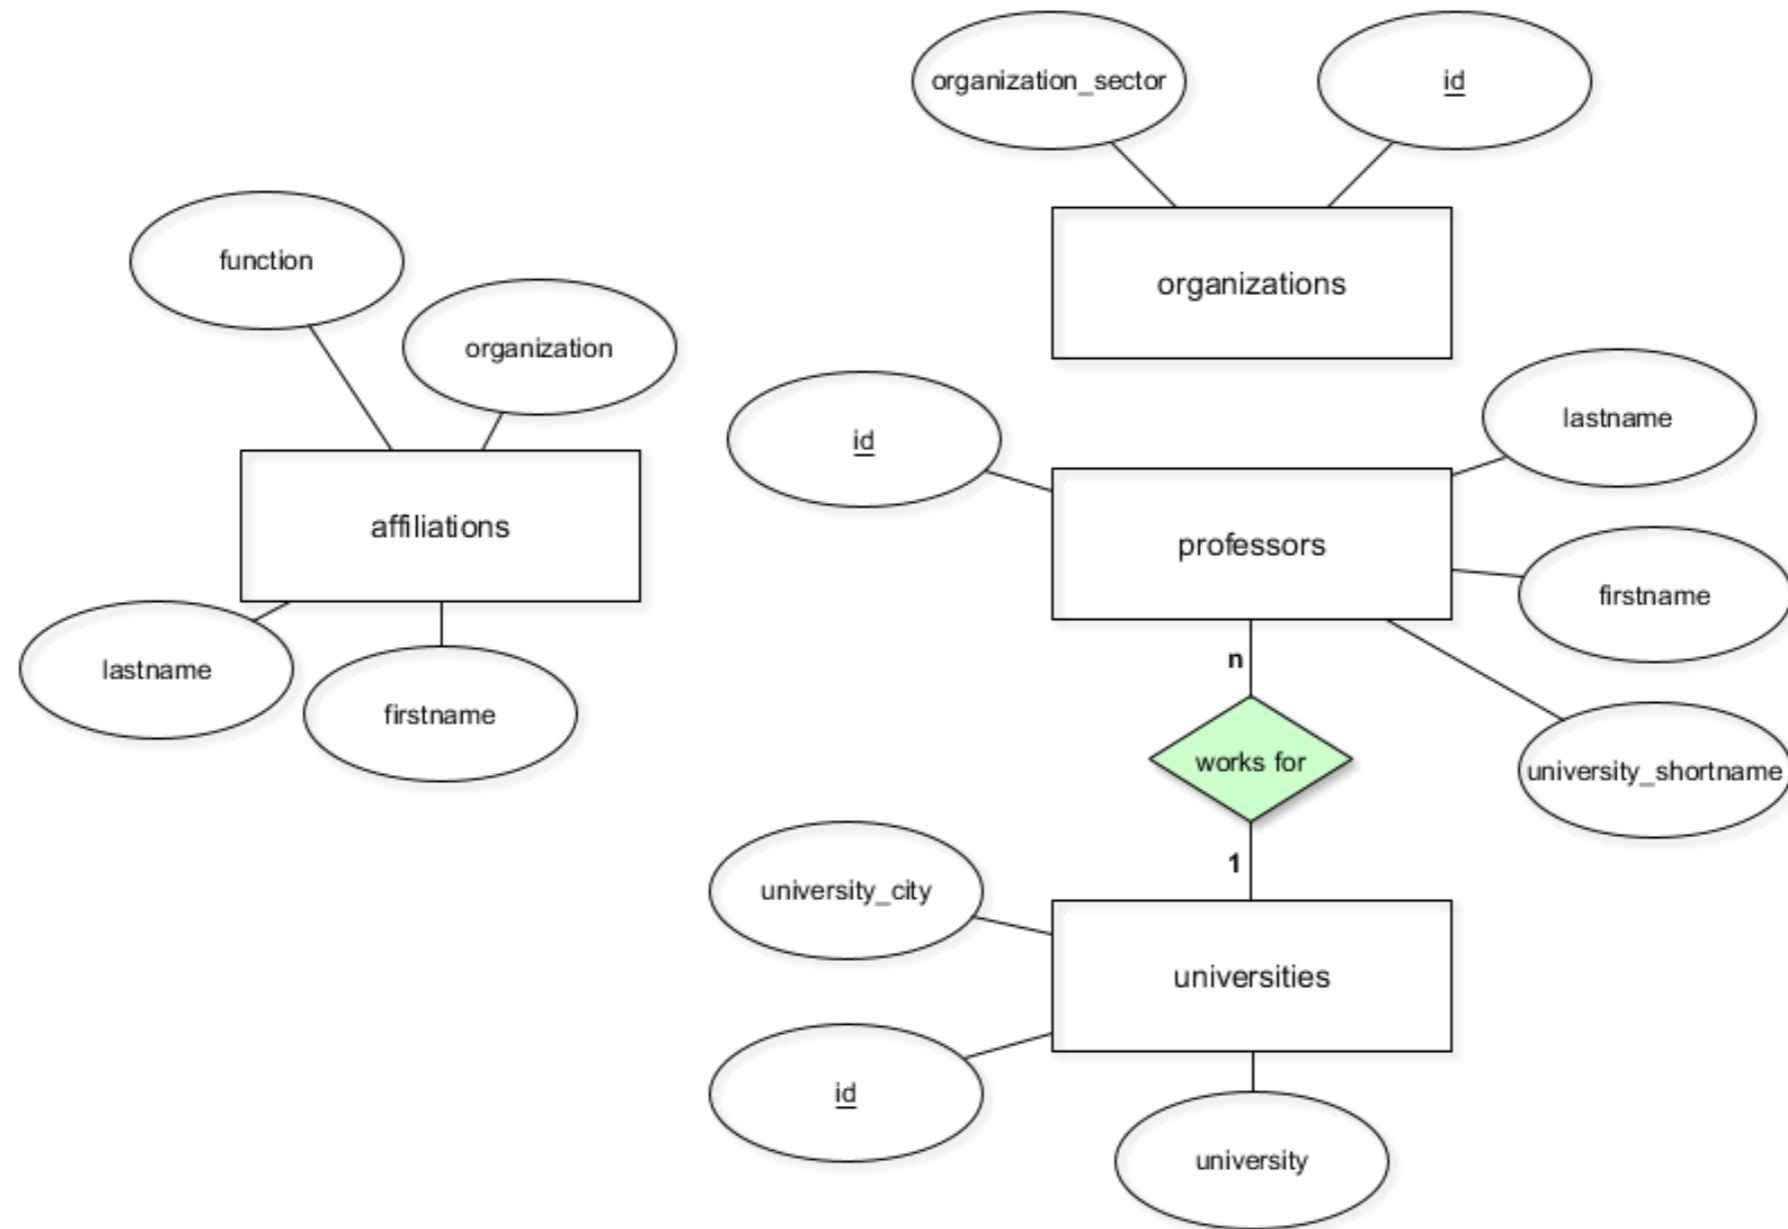 organization_sector
id
function
organizations
organization
lastname
id
affiliations
professors
firstname
lastname
n
firstname
works for
university_shortname
1
university_city
universities
id
university